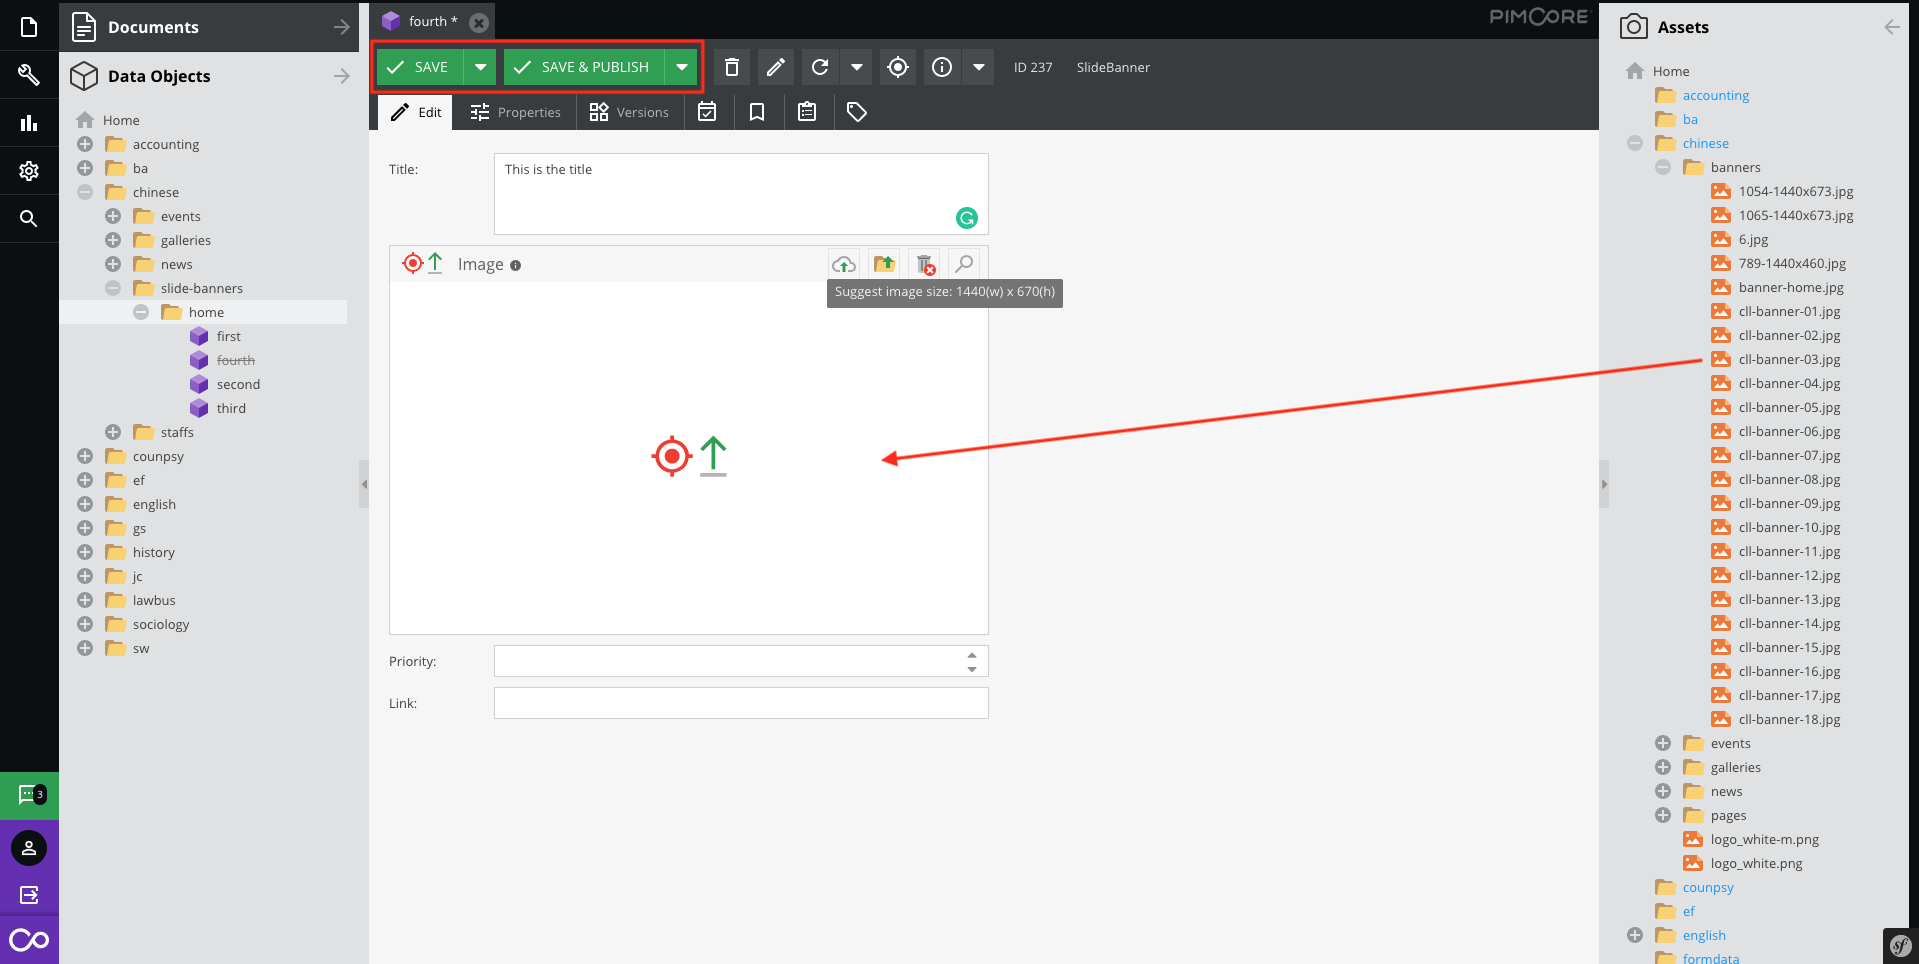 Documents
Data Objects
Home
accounting
ba
chinese
events
galleries
news
slide-banners
home
first
fourth
second
third
staffs
counpsy
ef
english
gs
history
jc
lawbus
sociology
sw
3
fourth *
PIMCORE
SAVE
SAVE & PUBLISH
ID 237
SlideBanner
Edit
Properties
Versions
Title:
This is the title
Image
Suggest image size: 1440(w) x 670(h)
Priority:
Link:
Assets
Home
accounting
ba
chinese
banners
1054-1440x673.jpg
1065-1440x673.jpg
6.jpg
789-1440x460.jpg
banner-home.jpg
cll-banner-01.jpg
cll-banner-02.jpg
cll-banner-03.jpg
cll-banner-04.jpg
cll-banner-05.jpg
cll-banner-06.jpg
cll-banner-07.jpg
cll-banner-08.jpg
cll-banner-09.jpg
cll-banner-10.jpg
cll-banner-11.jpg
cll-banner-12.jpg
cll-banner-13.jpg
cll-banner-14.jpg
cll-banner-15.jpg
cll-banner-16.jpg
cll-banner-17.jpg
cll-banner-18.jpg
events
galleries
news
pages
logo_white-m.png
logo_white.png
counpsy
ef
english
formdata
sf